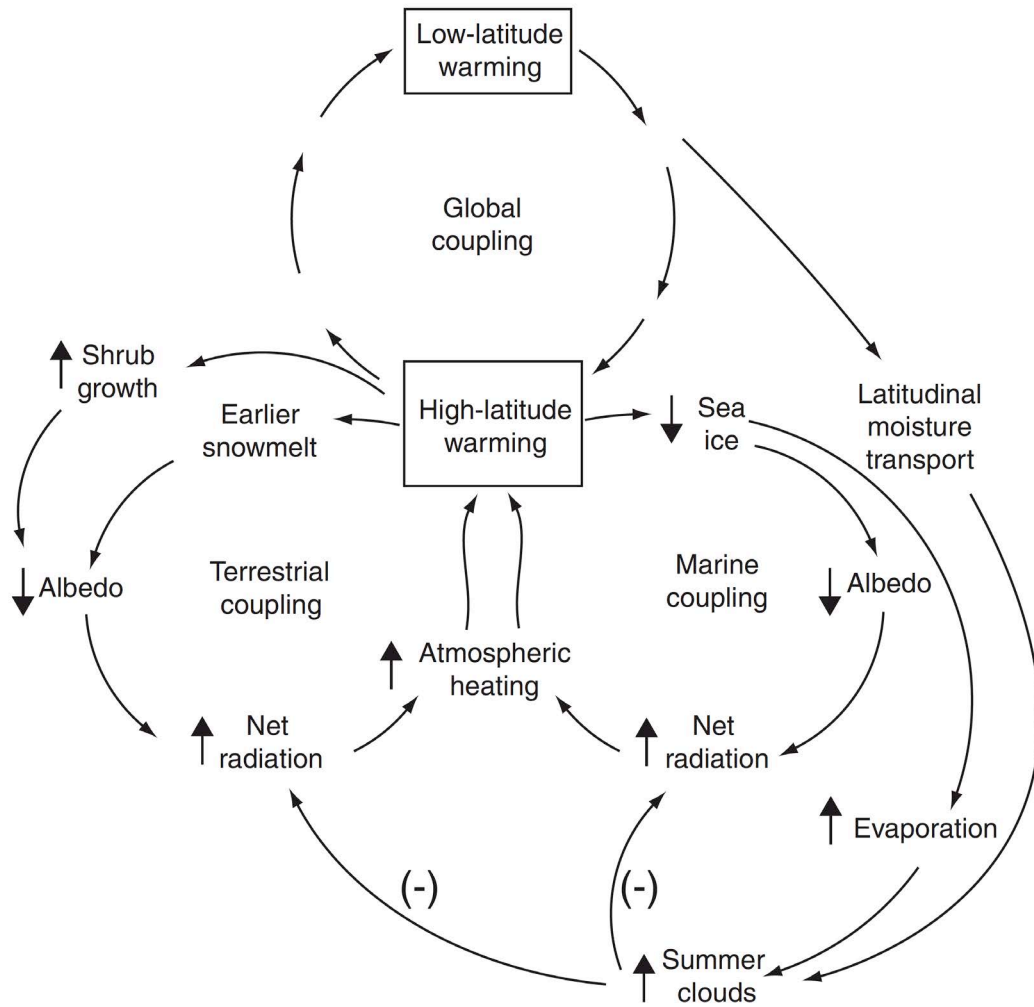 Low-latitude
warming
Global
coupling
Shrub
growth
Earlier
snowmelt
High-latitude
warming
Sea
ice
Latitudinal
moisture
transport
Albedo
Terrestrial
coupling
Marine
coupling
Albedo
Atmospheric
heating
Net
radiation
Net
radiation
Evaporation
(-)
(-)
Summer
clouds